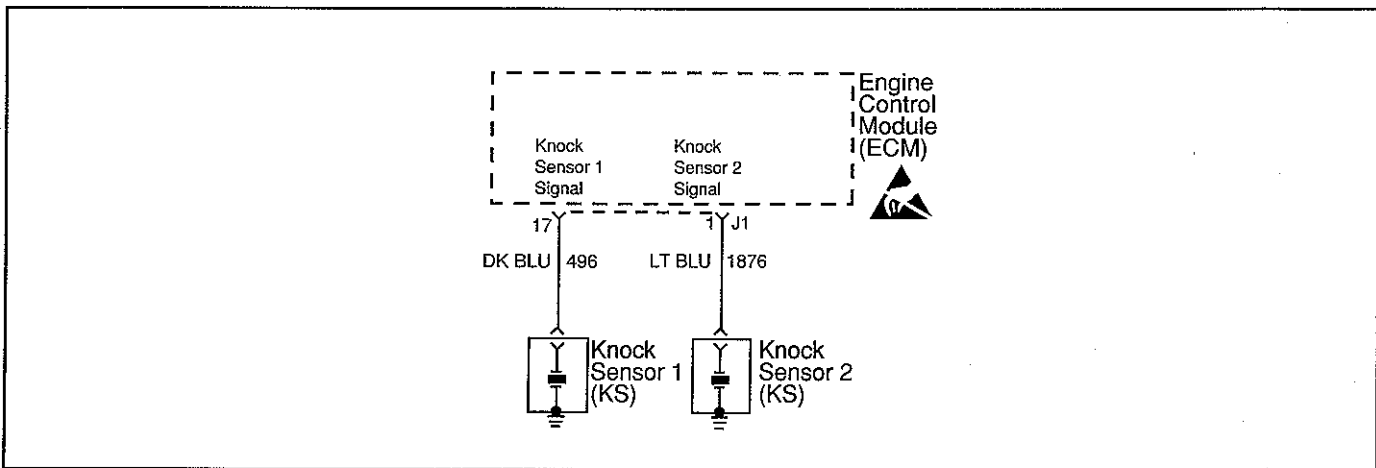 Engine
Control
Module
(ECM)
Knock
Sensor 1
Signal
Knock
Sensor 2
Signal
17
1
J1
DK BLU
496
LT BLU
1876
Knock
Sensor 1
(KS)
Knock
Sensor 2
(KS)